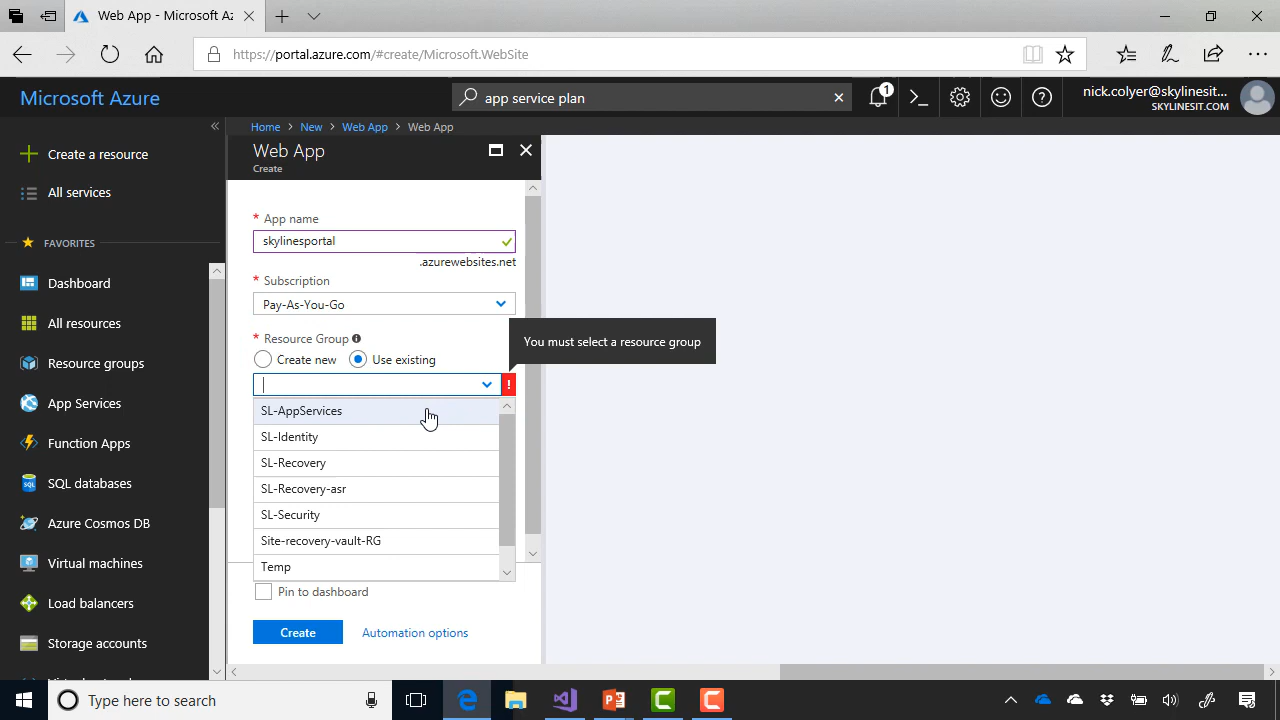 Web App - Microsoft Az
https://portal.azure.com/#create/Microsoft.WebSite
Microsoft Azure
app service plan
1
nick.colyer@skylinesit...
SKYLINESIT.COM
Home > New > Web App > Web App
Create a resource
All services
FAVORITES
Dashboard
All resources
Resource groups
App Services
Function Apps
SQL databases
Azure Cosmos DB
Virtual machines
Load balancers
Storage accounts
Web App
Create
* App name
skylinesportal
.azurewebsites.net
* Subscription
Pay-As-You-Go
* Resource Group
Create new
Use existing
You must select a resource group
SL-AppServices
SL-Identity
SL-Recovery
SL-Recovery-asr
SL-Security
Site-recovery-vault-RG
Temp
Pin to dashboard
Create
Automation options
Type here to search